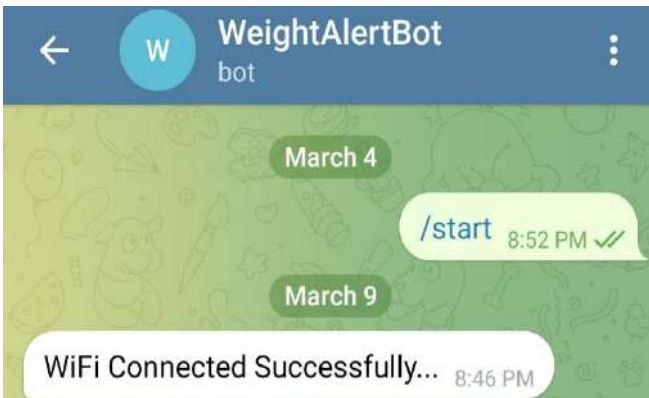 W
WeightAlertBot
bot
March 4
/start 8:52 PM
March 9
WiFi Connected Successfully... 8:46 PM